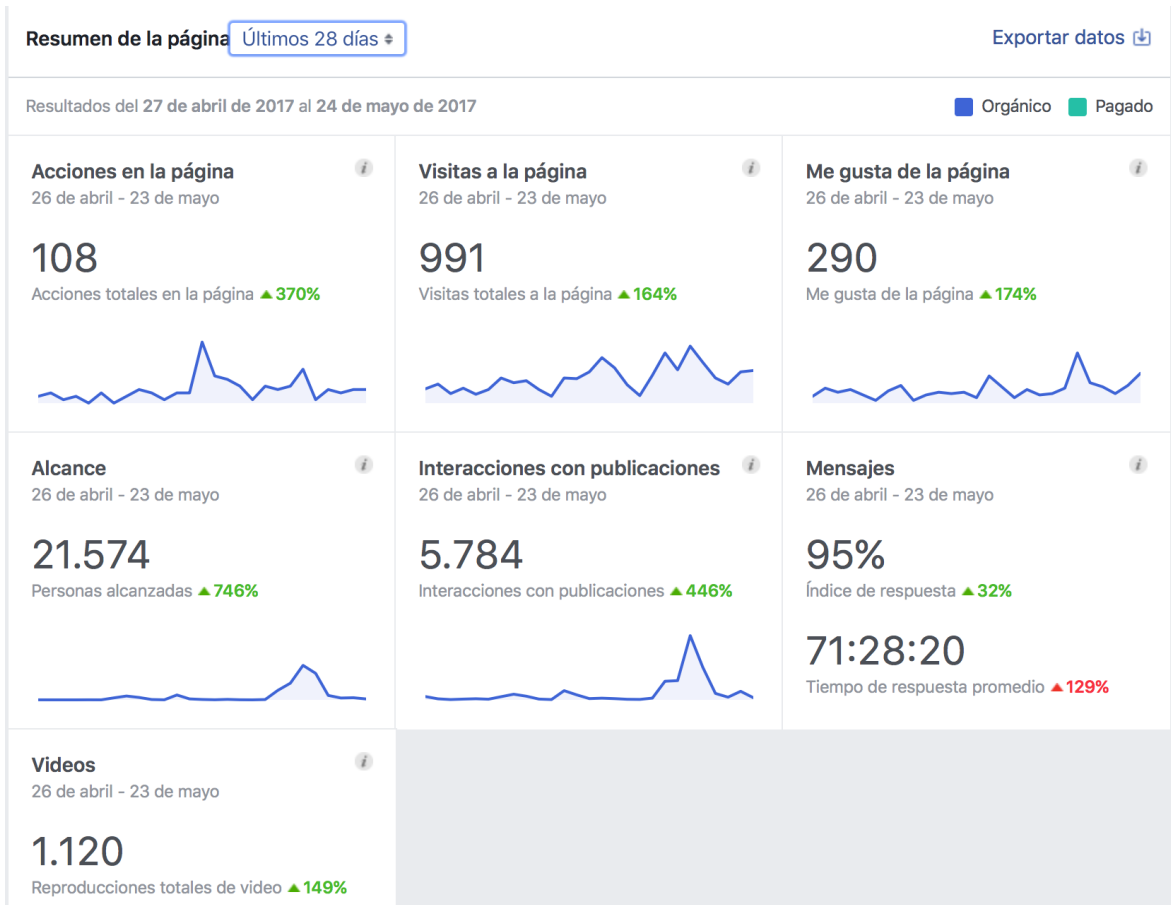 Resumen de la página Últimos 28 días
Exportar datos
Resultados del 27 de abril de 2017 al 24 de mayo de 2017
Orgánico Pagado
Acciones en la página
26 de abril - 23 de mayo
108
Acciones totales en la página 370%
Visitas a la página
26 de abril - 23 de mayo
991
Visitas totales a la página 164%
Me gusta de la página
26 de abril - 23 de mayo
290
Me gusta de la página 174%
Alcance
26 de abril - 23 de mayo
21.574
Personas alcanzadas 746%
Interacciones con publicaciones
26 de abril - 23 de mayo
5.784
Interacciones con publicaciones 446%
Mensajes
26 de abril - 23 de mayo
95%
Índice de respuesta 32%
71:28:20
Tiempo de respuesta promedio 129%
Videos
26 de abril - 23 de mayo
1.120
Reproducciones totales de video 149%